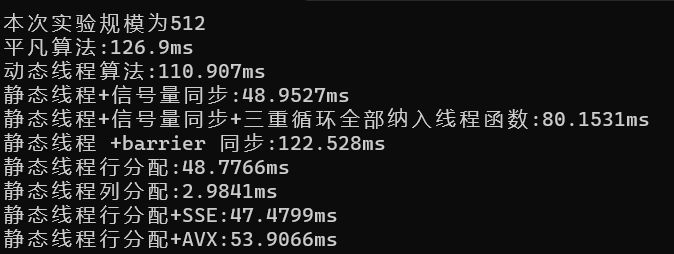 本次实验规模为512
平凡算法:126.9ms
动态线程算法:110.907ms
静态线程+信号量同步:48.9527ms
静态线程+信号量同步+三重循环全部纳入线程函数:80.1531ms
静态线程 +barrier 同步:122.528ms
静态线程行分配:48.7766ms
静态线程列分配:2.9841ms
静态线程行分配+SSE:47.4799ms
静态线程行分配+AVX:53.9066ms